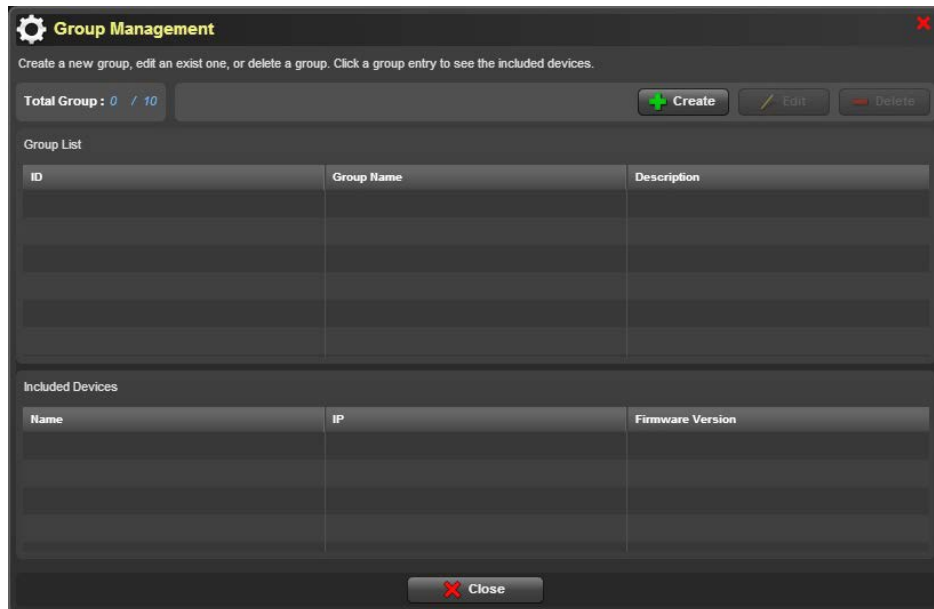 Group Management
Create a new group, edit an exist one, or delete a group. Click a group entry to see the included devices.
Total Group : 0 / 10 Create Edit Delete
Group List
ID Group Name Description
Included Devices
Name IP Firmware Version
Close